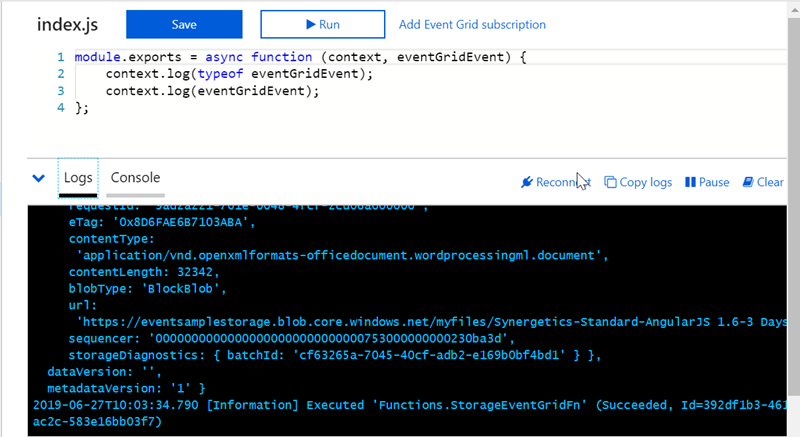 index.js Save Run Add Event Grid subscription
1 module.exports = async function (context, eventGridEvent) {
2 context.log(typeof eventGridEvent);
3 context.log(eventGridEvent);
4 };
Logs Console Reconnect Copy logs Pause Clear
eTag: '0x8D6FAE6B7103ABA',
contentType:
'application/vnd.openxmlformats-officedocument.wordprocessingml.document',
contentLength: 32342,
blobType: 'BlockBlob',
url:
'https://eventsamplestorage.blob.core.windows.net/myfiles/Synergetics-Standard-AngularJS 1.6-3 Days
sequencer:
storageDiagnostics: { batchId: 'cf63265a-7045-40cf-adb2-e169b0bf4bd1' } },
dataVersion: '',
metadataVersion: '1' }
2019-06-27T10:03:34.790 [Information] Executed 'Functions.StorageEventGridFn' (Succeeded, Id=392df1b3-461
ac2c-583e16bb03f7)